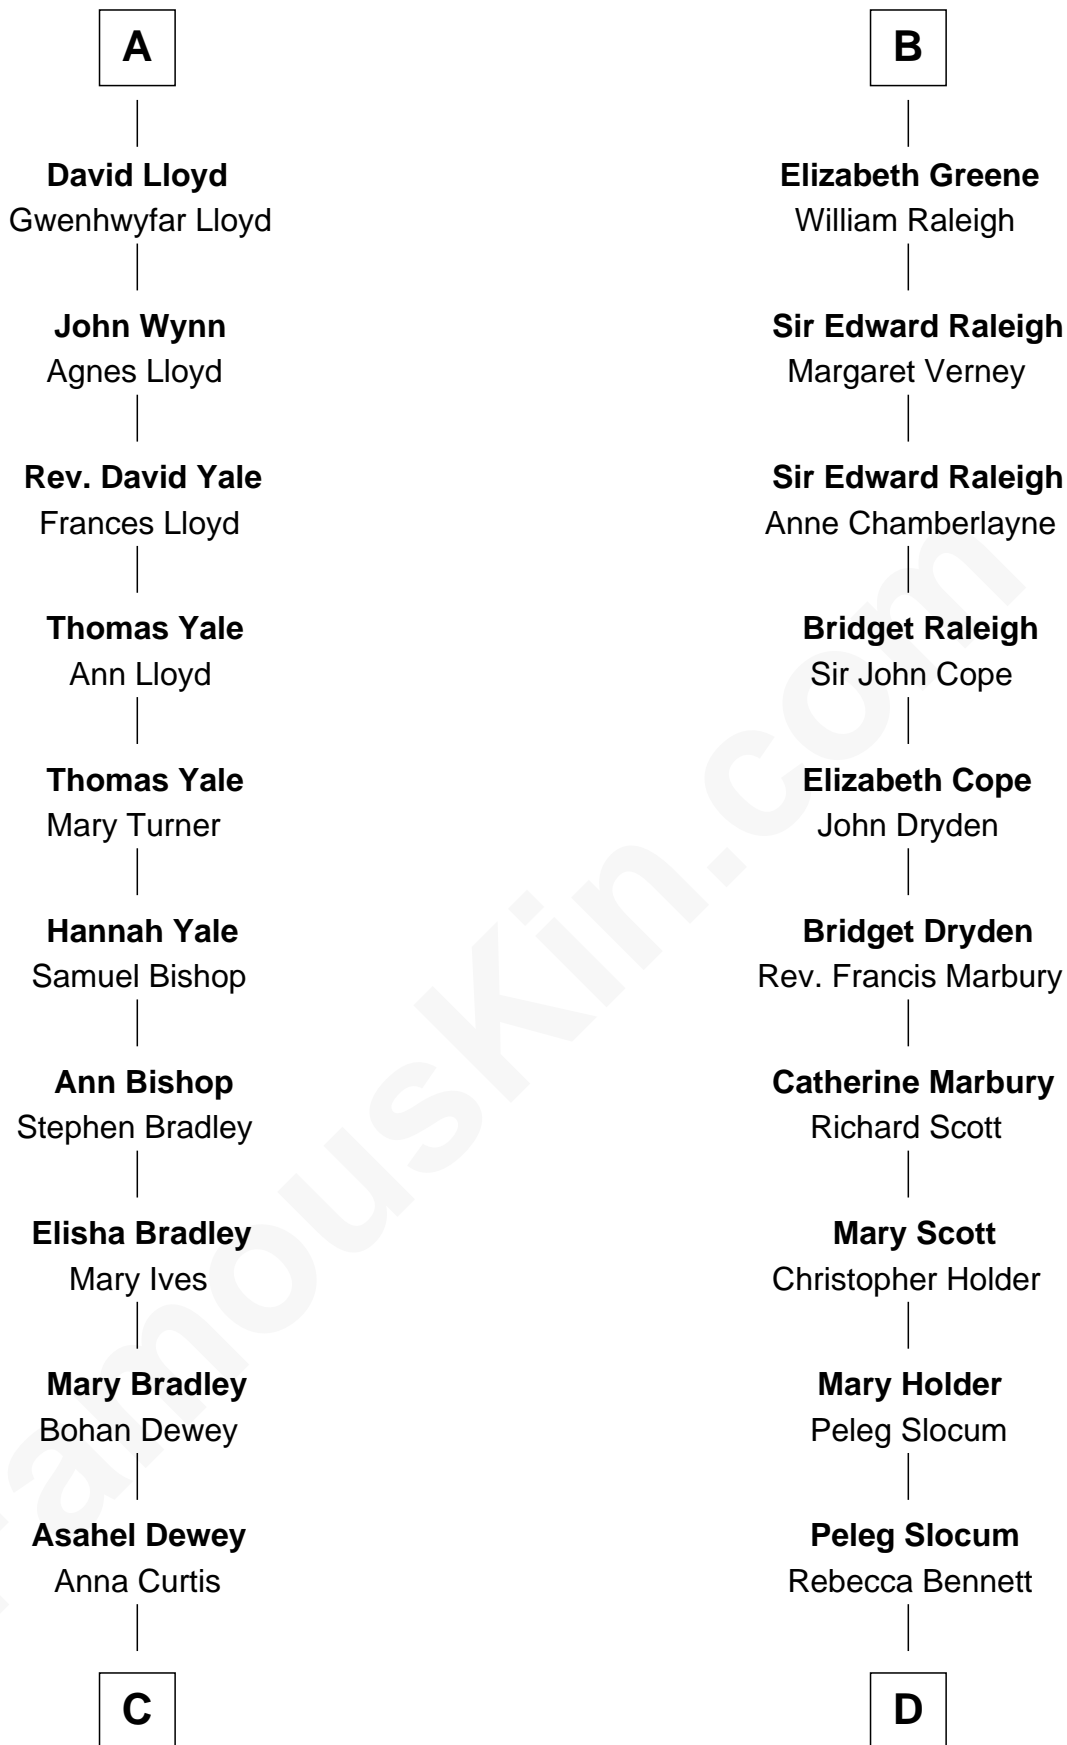 A
David Lloyd
Gwenhwyfar Lloyd
John Wynn
Agnes Lloyd
Rev. David Yale
Frances Lloyd
Thomas Yale
Ann Lloyd
Thomas Yale
Mary Turner
Hannah Yale
Samuel Bishop
Ann Bishop
Stephen Bradley
Elisha Bradley
Mary Ives
Mary Bradley
Bohan Dewey
Asahel Dewey
Anna Curtis
C
B
Elizabeth Greene
William Raleigh
Sir Edward Raleigh
Margaret Verney
Sir Edward Raleigh
Anne Chamberlayne
Bridget Raleigh
Sir John Cope
Elizabeth Cope
John Dryden
Bridget Dryden
Rev. Francis Marbury
Catherine Marbury
Richard Scott
Mary Scott
Christopher Holder
Mary Holder
Peleg Slocum
Peleg Slocum
Rebecca Bennett
D
FamousKin.com